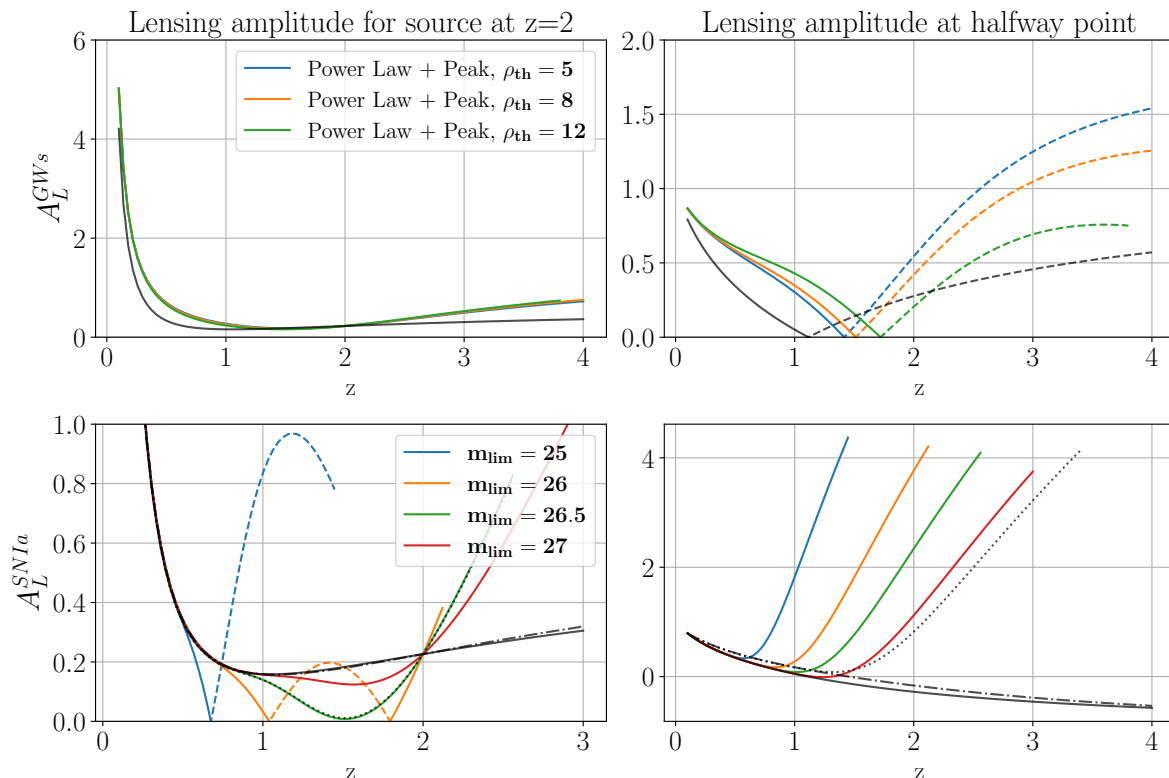 Lensing amplitude for source at z=2
Lensing amplitude at halfway point
6
4
2
0
A_L^{GWs}
Power Law + Peak, ρ_th = 5
Power Law + Peak, ρ_th = 8
Power Law + Peak, ρ_th = 12
0 1 2 3 4
z
2.0
1.5
1.0
0.5
0.0
0 1 2 3 4
z
1.0
0.8
0.6
0.4
0.2
0.0
A_L^{SNIa}
m_lim = 25
m_lim = 26
m_lim = 26.5
m_lim = 27
0 1 2 3
z
4
2
0
0 1 2 3 4
z